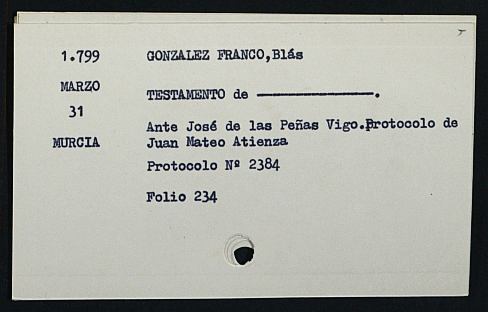 1.799 GONZALEZ FRANCO,Blás
MARZO
TESTAMENTO de ————————.
31
Ante José de las Peñas Vigo.Protocolo de
MURCIA Juan Mateo Atienza
Protocolo Nº 2384
Folio 234